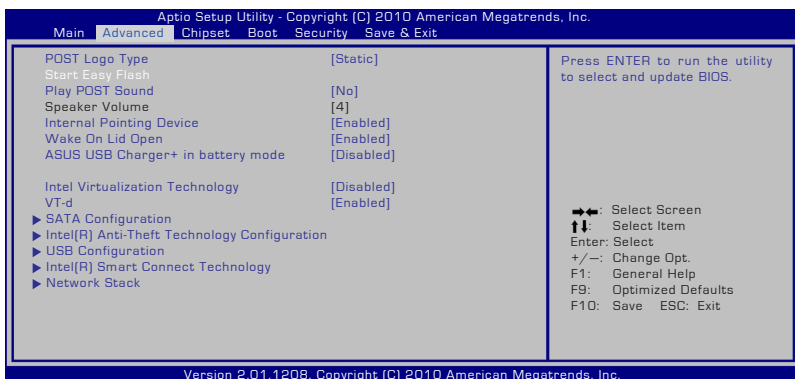 Aptio Setup Utility - Copyright (C) 2010 American Megatrends, Inc.
Main Advanced Chipset Boot Security Save & Exit
POST Logo Type [Static]
Start Easy Flash
Play POST Sound [No]
Speaker Volume [4]
Internal Pointing Device [Enabled]
Wake On Lid Open [Enabled]
ASUS USB Charger+ in battery mode [Disabled]
Intel Virtualization Technology [Disabled]
VT-d [Enabled]
▶ SATA Configuration
▶ Intel(R) Anti-Theft Technology Configuration
▶ USB Configuration
▶ Intel(R) Smart Connect Technology
▶ Network Stack
Press ENTER to run the utility
to select and update BIOS.
➡⬅: Select Screen
⬆⬇: Select Item
Enter: Select
+/—: Change Opt.
F1: General Help
F9: Optimized Defaults
F10: Save ESC: Exit
Version 2.01.1208. Copyright (C) 2010 American Megatrends, Inc.